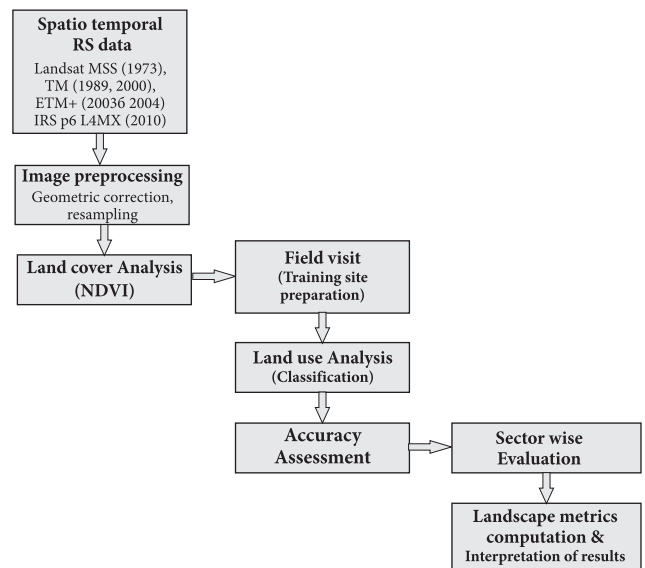 Spatio temporal
RS data
Landsat MSS (1973),
TM (1989, 2000),
ETM+ (20036 2004)
IRS p6 L4MX (2010)
Image preprocessing
Geometric correction,
resampling
Land cover Analysis
(NDVI)
Field visit
(Training site
preparation)
Land use Analysis
(Classification)
Accuracy
Assessment
Sector wise
Evaluation
Landscape metrics
computation &
Interpretation of results